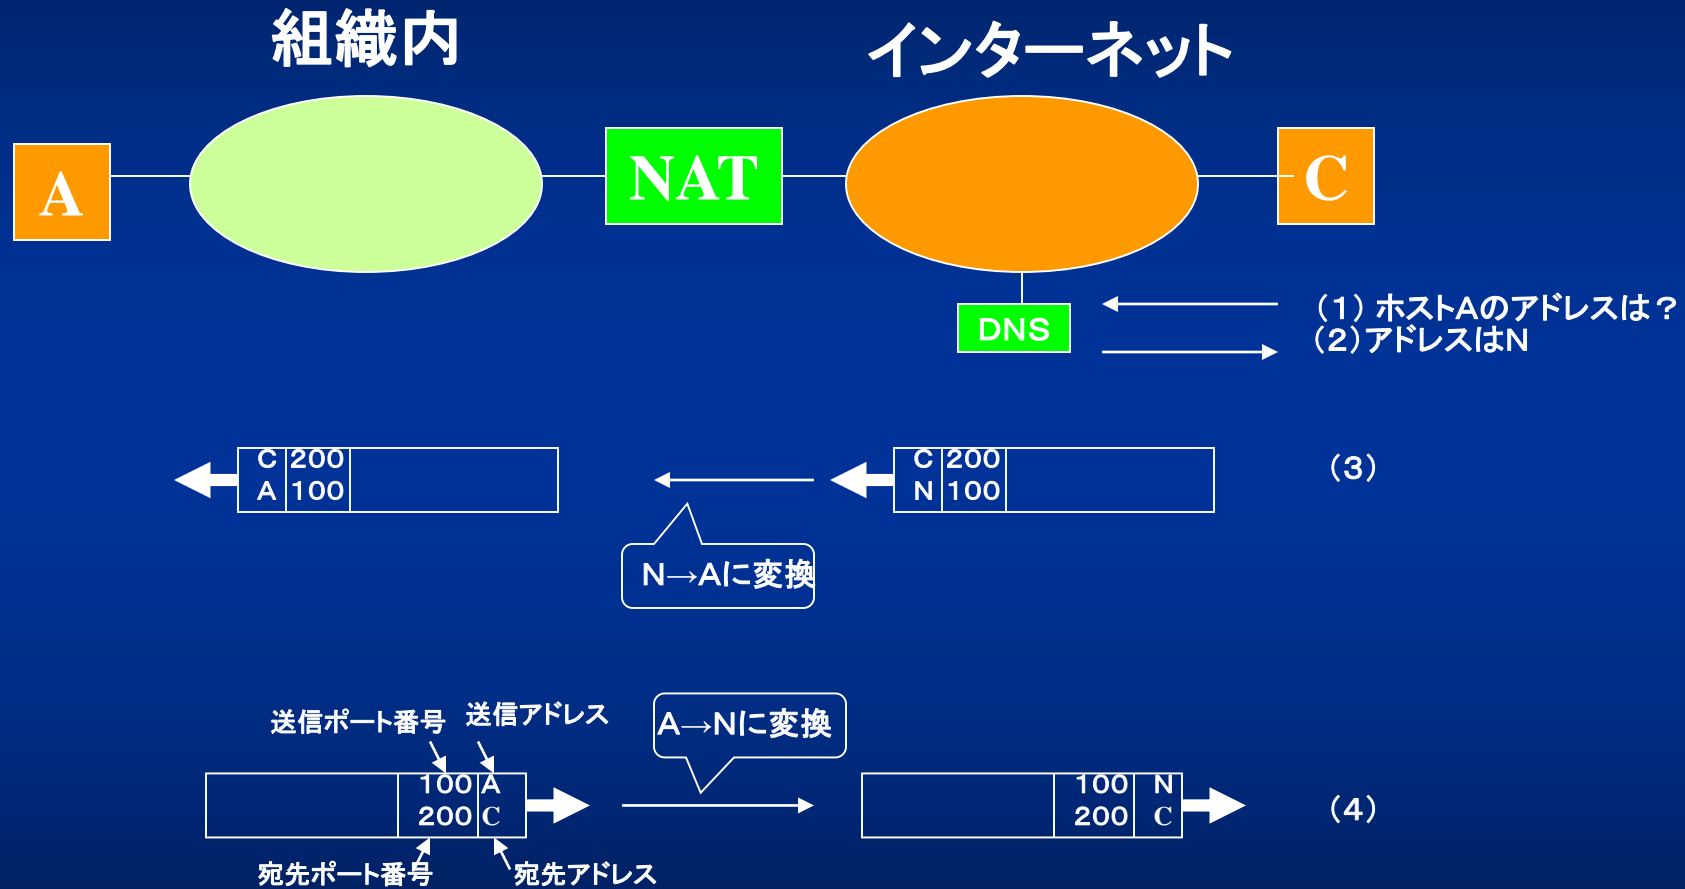 組織内
インターネット
A
NAT
C
DNS
(1) ホストAのアドレスは?
(2)アドレスはN
C 200
A 100
C 200
N 100
(3)
N→Aに変換
送信ポート番号
送信アドレス
A→Nに変換
100 A
200 C
100 N
200 C
(4)
宛先ポート番号
宛先アドレス